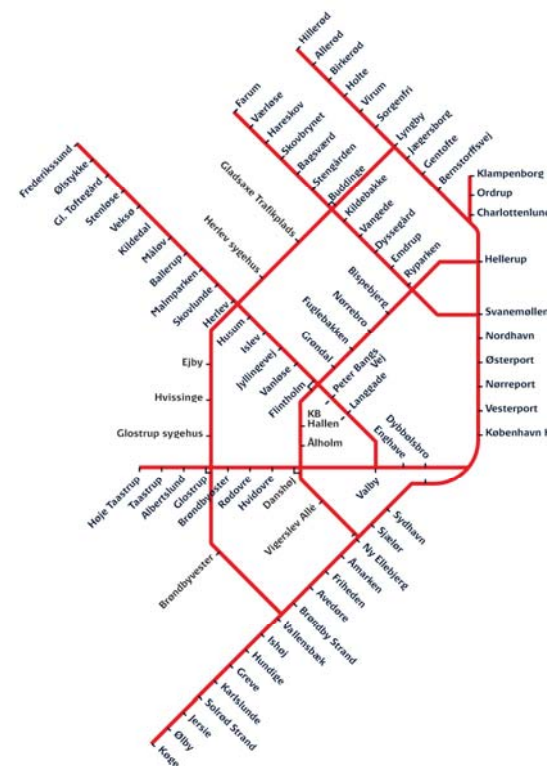 Hillerød
Allerød
Birkerød
Holte
Virum
Sorgenfri
Lyngby
Jægersborg
Gentofte
Bernstorffsvej
Klampenborg
Ordrup
Charlottenlund
Hellerup
Svanemøllen
Nordhavn
Østerport
Nørreport
Vesterport
København H
Farum
Værløse
Hareskov
Skovbrynet
Bagsværd
Stengården
Buddinge
Kildebakke
Vangede
Dyssegård
Emdrup
Ryparken
Gladsaxe Trafikplads
Herlev sygehus
Frederikssund
Ølstykke
Gl. Toftegård
Stenløse
Veksø
Kildedal
Måløv
Ballerup
Malmparken
Skovlunde
Herlev
Husum
Islev
Jyllingevej
Vanløse
Flintholm
Peter Bangs
Vej
Langgade
Bispebjerg
Nørrebro
Fuglebakken
Grøndal
KB
Hallen
Ålholm
Ejby
Hvissinge
Glostrup sygehus
Enghave
Dybbølsbro
Høje Taastrup
Taastrup
Albertslund
Glostrup
Brøndbyøster
Rødovre
Hvidovre
Danshøj
Valby
Vigerslev Allé
Brøndbyvester
Sydhavn
Sjælør
Ny Ellebjerg
Åmarken
Friheden
Avedøre
Brøndby Strand
Vallensbæk
Ishøj
Hundige
Greve
Karlslunde
Solrød Strand
Jersie
Ølby
Køge